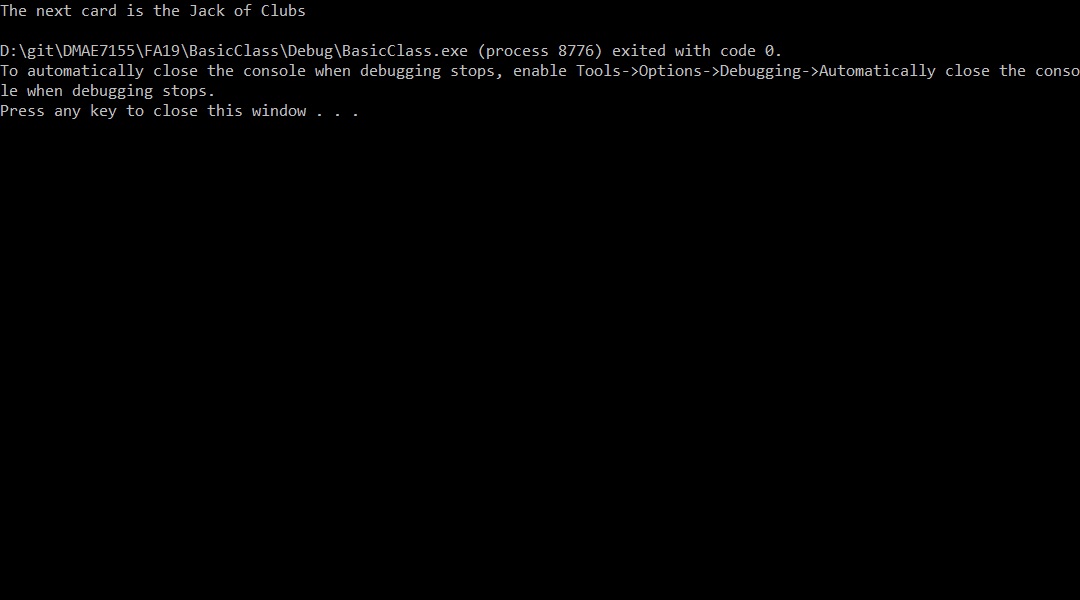 The next card is the Jack of Clubs
D:\git\DMAE7155\FA19\BasicClass\Debug\BasicClass.exe (process 8776) exited with code 0.
To automatically close the console when debugging stops, enable Tools->Options->Debugging->Automatically close the conso
le when debugging stops.
Press any key to close this window . . .